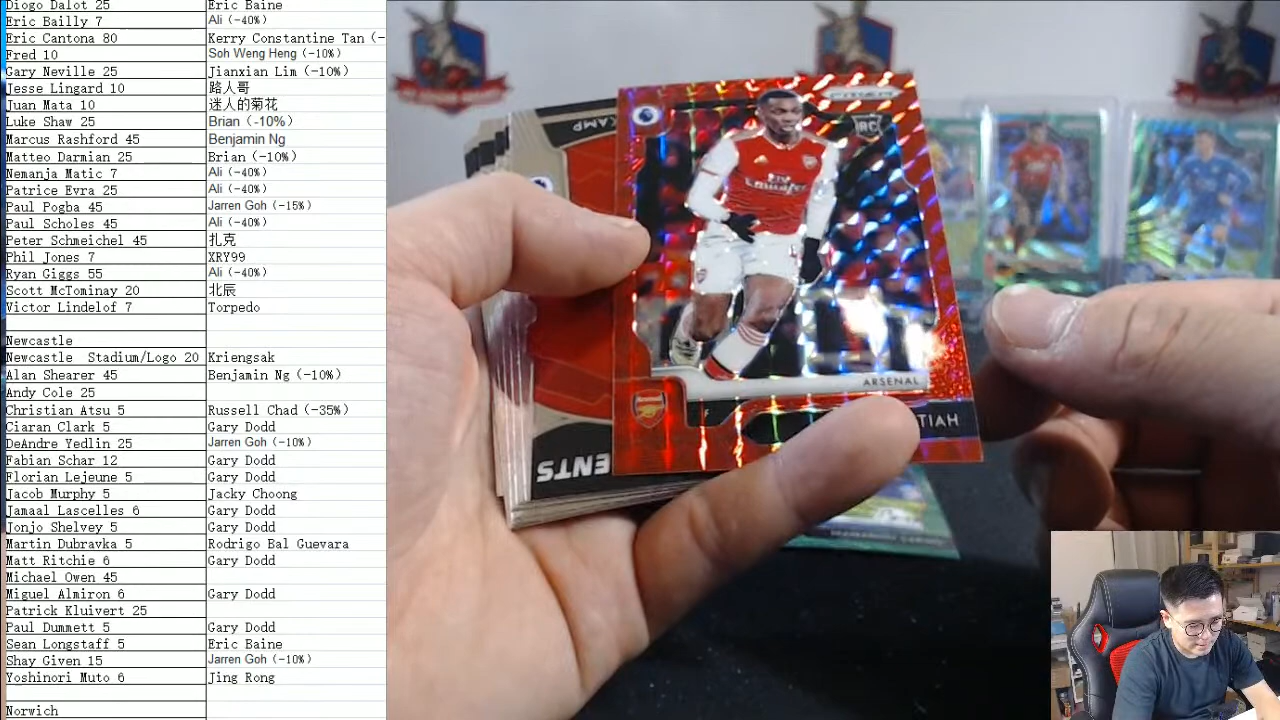 Diogo Dalot 25 Eric Baine
Eric Bailly 7 Ali (-40%)
Eric Cantona 80 Kerry Constantine Tan (-
Fred 10 Soh Weng Heng (-10%)
Gary Neville 25 Jianxian Lim (-10%)
Jesse Lingard 10 路人哥
Juan Mata 10 迷人的菊花
Luke Shaw 25 Brian (-10%)
Marcus Rashford 45 Benjamin Ng
Matteo Darmian 25 Brian (-10%)
Nemanja Matic 7 Ali (-40%)
Patrice Evra 25 Ali (-40%)
Paul Pogba 45 Jarren Goh (-15%)
Paul Scholes 45 Ali (-40%)
Peter Schmeichel 45 扎克
Phil Jones 7 XRY99
Ryan Giggs 55 Ali (-40%)
Scott McTominay 20 北辰
Victor Lindelof 7 Torpedo
Newcastle
Newcastle Stadium/Logo 20 Kriengsak
Alan Shearer 45 Benjamin Ng (-10%)
Andy Cole 25
Christian Atsu 5 Russell Chad (-35%)
Ciaran Clark 5 Gary Dodd
DeAndre Yedlin 25 Jarren Goh (-10%)
Fabian Schar 12 Gary Dodd
Florian Lejeune 5 Gary Dodd
Jacob Murphy 5 Jacky Choong
Jamaal Lascelles 6 Gary Dodd
Jonjo Shelvey 5 Gary Dodd
Martin Dubravka 5 Rodrigo Bal Guevara
Matt Ritchie 6 Gary Dodd
Michael Owen 45
Miguel Almiron 6 Gary Dodd
Patrick Kluivert 25
Paul Dummett 5 Gary Dodd
Sean Longstaff 5 Eric Baine
Shay Given 15 Jarren Goh (-10%)
Yoshinori Muto 6 Jing Rong
Norwich
PRIZM
RC
Fly
Emirates
ARSENAL
Arsenal
F
TIAH
KAMP
ENTS